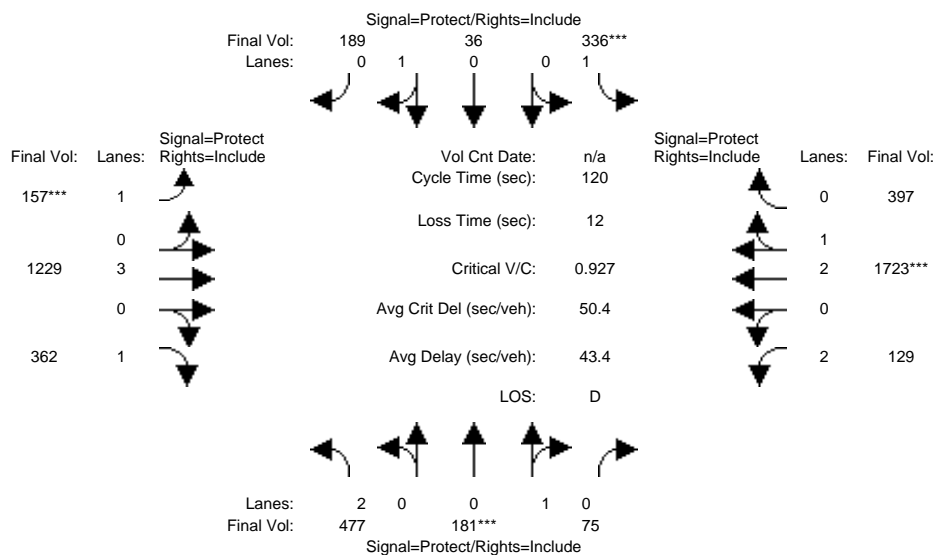 Signal=Protect/Rights=Include
Final Vol: 189 36 336***
Lanes: 0 1 0 0 1
Signal=Protect
Final Vol: Lanes: Rights=Include
Vol Cnt Date: n/a
Signal=Protect
Rights=Include Lanes: Final Vol:
Cycle Time (sec): 120
157*** 1
0 397
Loss Time (sec): 12
0
1
1229 3
Critical V/C: 0.927
2 1723***
0
Avg Crit Del (sec/veh): 50.4
0
362 1
Avg Delay (sec/veh): 43.4
2 129
LOS: D
Lanes: 2 0 0 1 0
Final Vol: 477 181*** 75
Signal=Protect/Rights=Include